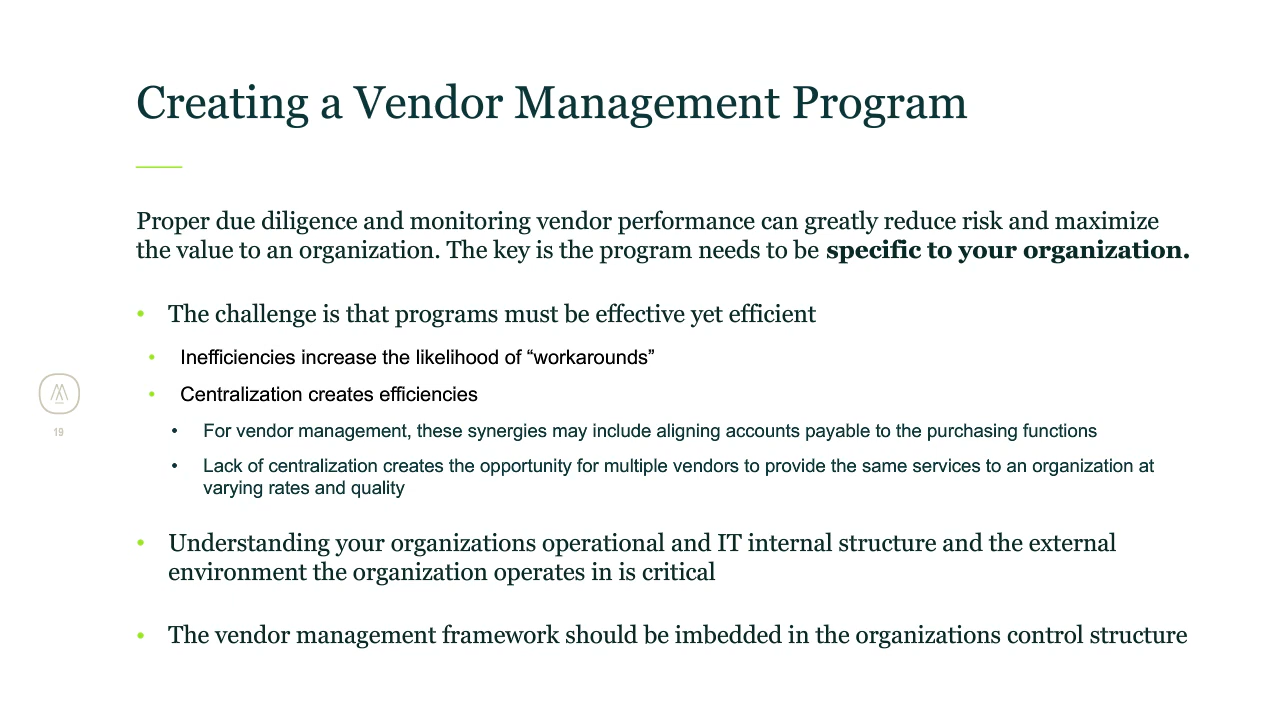 Creating a Vendor Management Program
Proper due diligence and monitoring vendor performance can greatly reduce risk and maximize
the value to an organization. The key is the program needs to be specific to your organization.
• The challenge is that programs must be effective yet efficient
• Inefficiencies increase the likelihood of “workarounds”
• Centralization creates efficiencies
• For vendor management, these synergies may include aligning accounts payable to the purchasing functions
• Lack of centralization creates the opportunity for multiple vendors to provide the same services to an organization at
varying rates and quality
• Understanding your organizations operational and IT internal structure and the external
environment the organization operates in is critical
• The vendor management framework should be imbedded in the organizations control structure
19